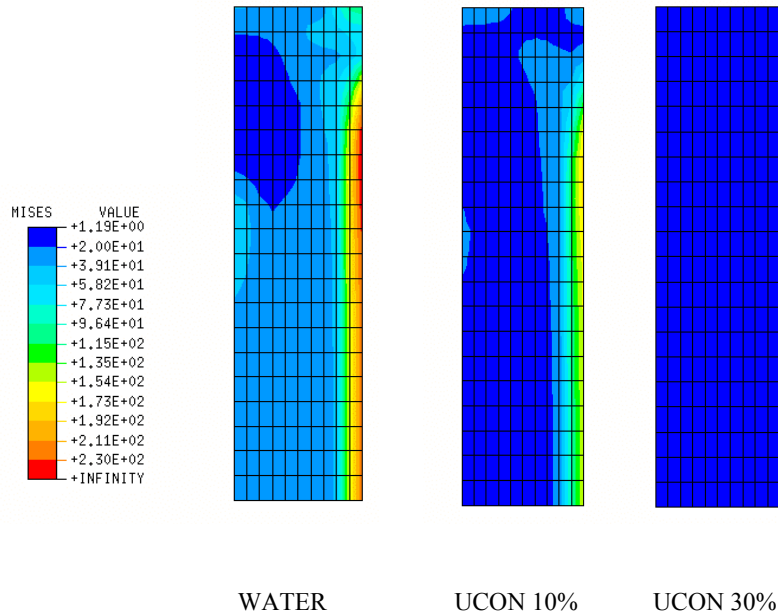 MISES VALUE
+1.19E+00
+2.00E+01
+3.91E+01
+5.82E+01
+7.73E+01
+9.64E+01
+1.15E+02
+1.35E+02
+1.54E+02
+1.73E+02
+1.92E+02
+2.11E+02
+2.30E+02
+INFINITY
WATER UCON 10% UCON 30%